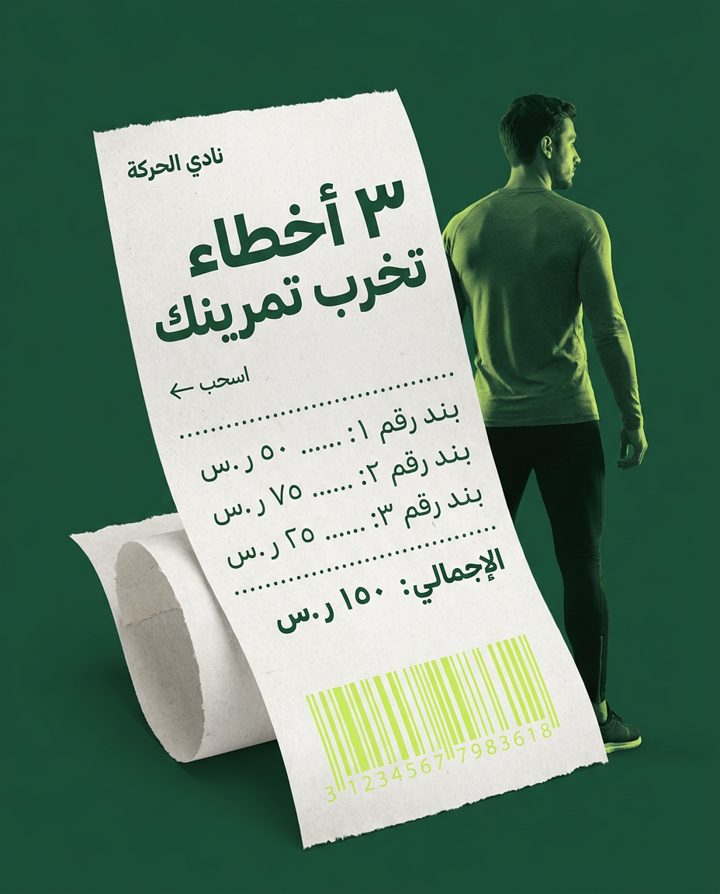 نادي الحركة
٣ أخطاء
تخرب تمرينك
اسحب ←
بند رقم ١: ...... ٥٠ ر.س
بند رقم ٢: ...... ٧٥ ر.س
بند رقم ٣: ...... ٢٥ ر.س
الإجمالي: ١٥٠ ر.س
3 1234567 7983618